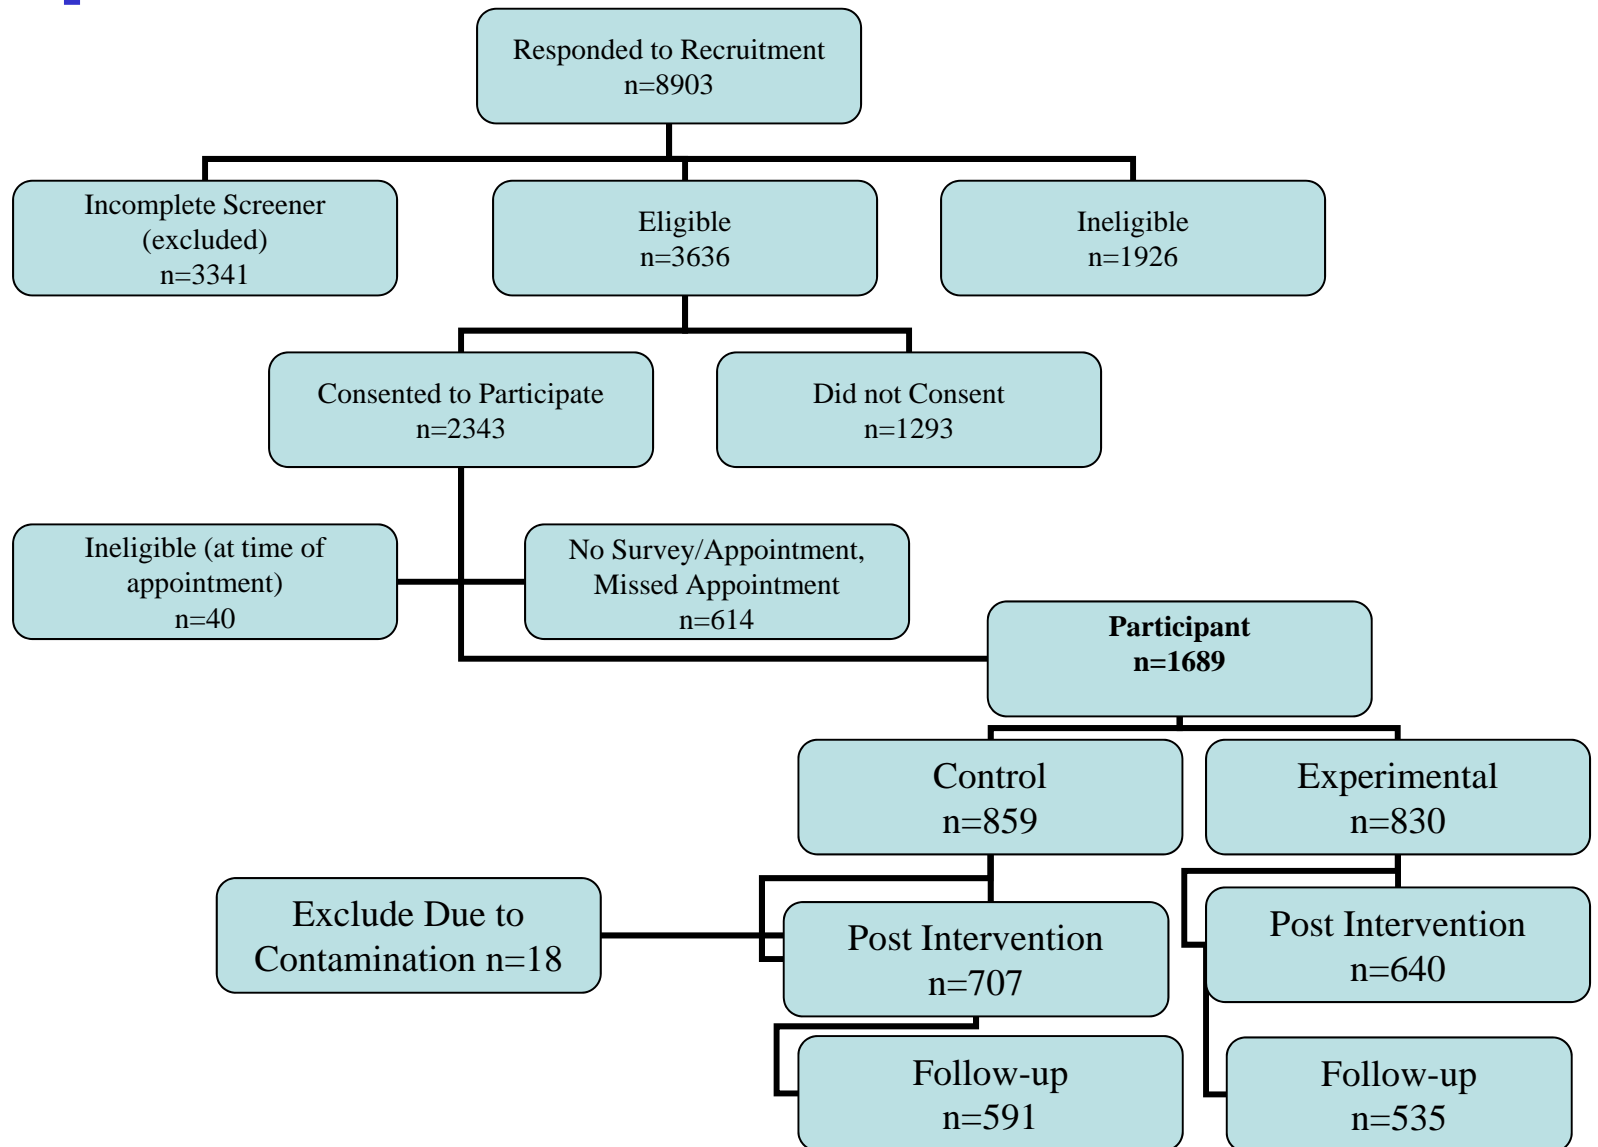 Responded to Recruitment
n=8903
Incomplete Screener
(excluded)
n=3341
Eligible
n=3636
Ineligible
n=1926
Consented to Participate
n=2343
Did not Consent
n=1293
Ineligible (at time of
appointment)
n=40
No Survey/Appointment,
Missed Appointment
n=614
Participant
n=1689
Control
n=859
Experimental
n=830
Exclude Due to
Contamination n=18
Post Intervention
n=707
Post Intervention
n=640
Follow-up
n=591
Follow-up
n=535